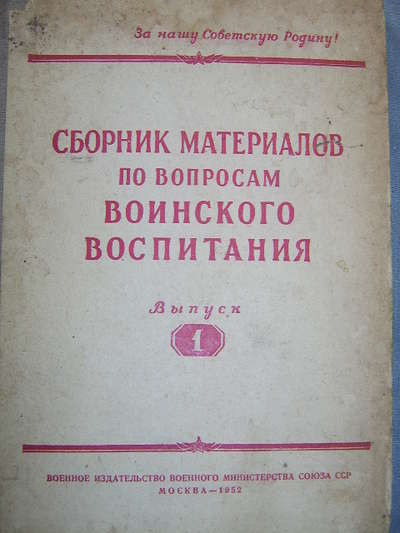 За нашу Советскую Родину!
СБОРНИК МАТЕРИАЛОВ
ПО ВОПРОСАМ
ВОИНСКОГО
ВОСПИТАНИЯ
Выпуск
1
ВОЕННОЕ ИЗДАТЕЛЬСТВО ВОЕННОГО МИНИСТЕРСТВА СОЮЗА ССР
МОСКВА—1952